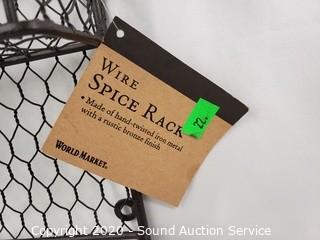 WIRE
SPICE RACK
• Made of hand-twisted iron metal
with a rustic bronze finish
WORLD MARKET®
22
Copyright 2020 - Sound Auction Service